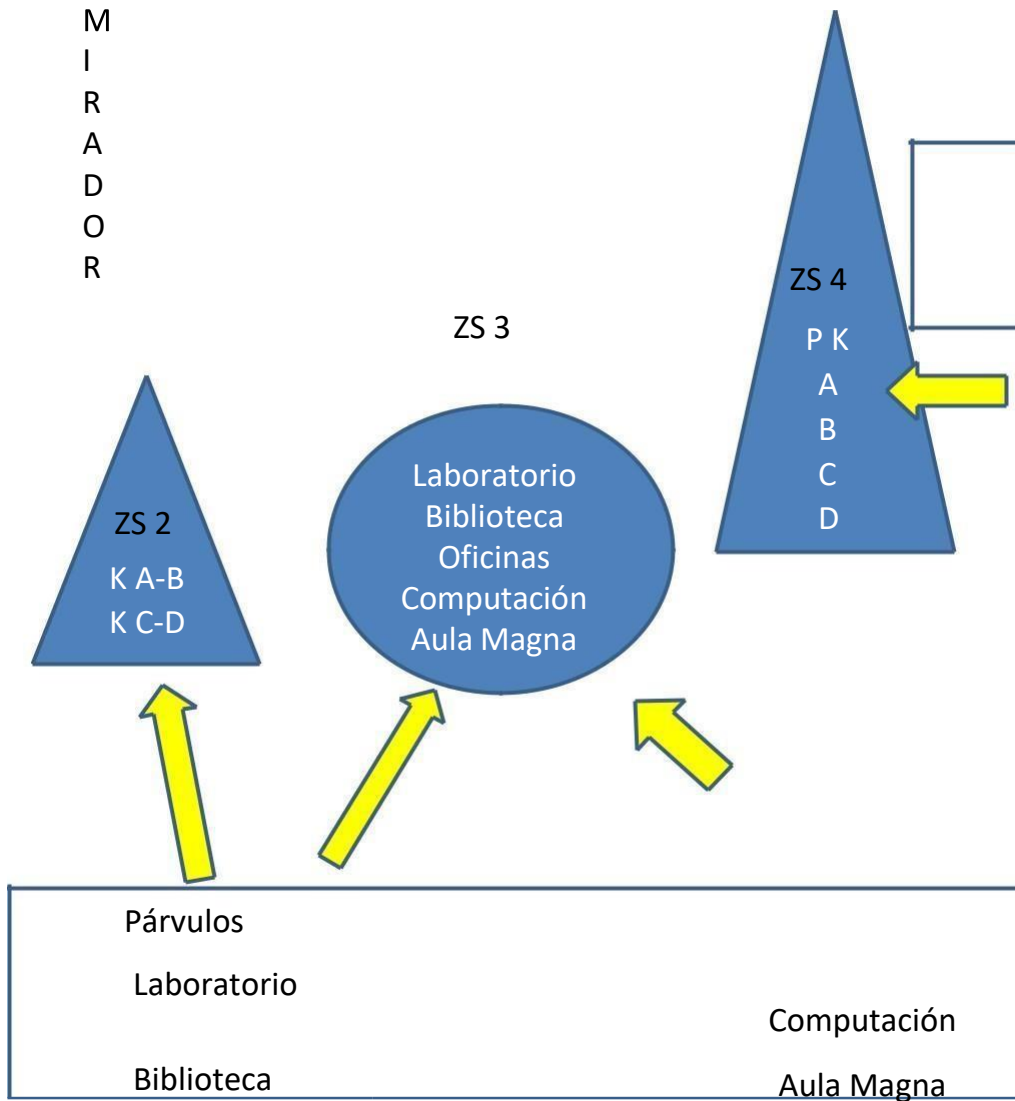 M
I
R
A
D
O
R
ZS 3
ZS 2
K A-B
K C-D
Laboratorio
Biblioteca
Oficinas
Computación
Aula Magna
ZS 4
P K
A
B
C
D
Párvulos
Laboratorio
Biblioteca
Computación
Aula Magna